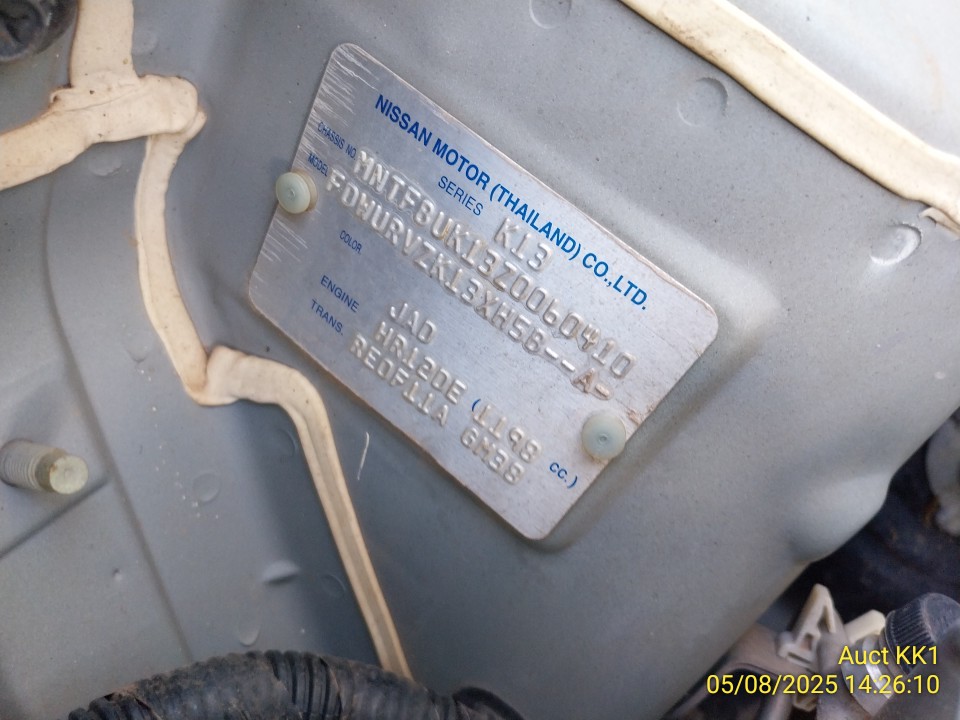 NISSAN MOTOR (THAILAND) CO.,LTD.
SERIES K13
CHASSIS NO. MNTFBUK13Z0060410
MODEL FDWURVZK13XH5G--A-
COLOR JAD
ENGINE HR12DE (1198 cc.)
TRANS. RE0F11A GM38
Auct KK1
05/08/2025 14.26:10